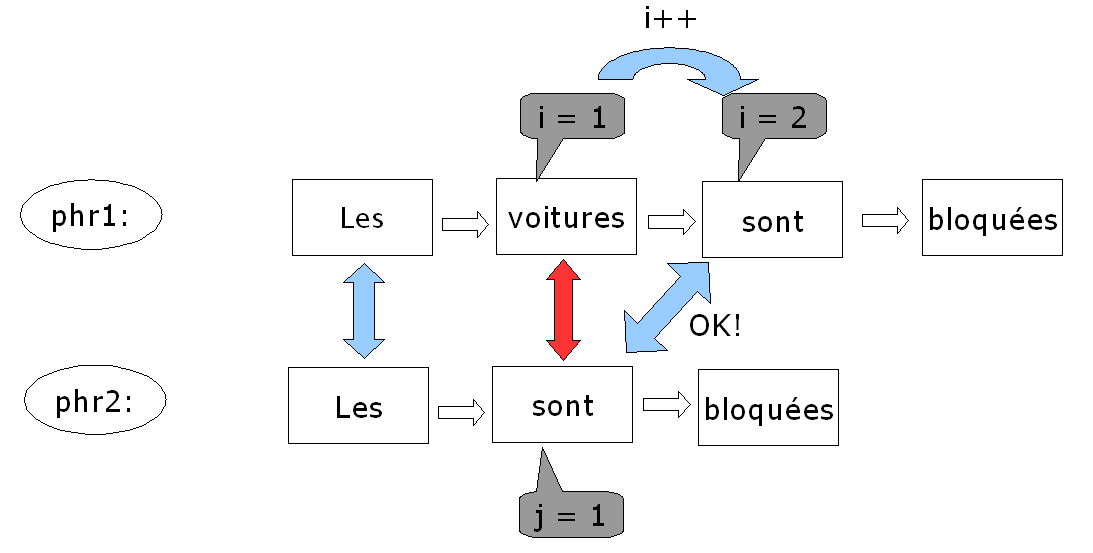 i++
i = 1
i = 2
phr1:
Les
voitures
sont
bloquées
OK!
phr2:
Les
sont
bloquées
j = 1